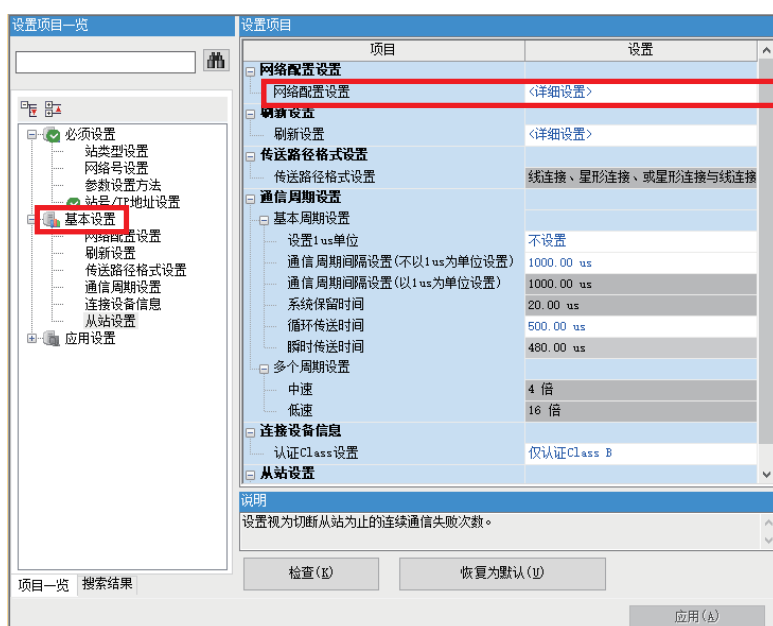 设置项目一览
设置项目
项目 设置
网络配置设置
网络配置设置 <详细设置>
刷新设置
刷新设置 <详细设置>
传送路径格式设置
传送路径格式设置 线连接、星形连接、或星形连接与线连接
通信周期设置
基本周期设置
设置1us单位 不设置
通信周期间隔设置(不以1us为单位设置) 1000.00 us
通信周期间隔设置(以1us为单位设置) 1000.00 us
系统保留时间 20.00 us
循环传送时间 500.00 us
瞬时传送时间 480.00 us
多个周期设置
中速 4 倍
低速 16 倍
连接设备信息
认证Class设置 仅认证Class B
从站设置
必须设置
站类型设置
网络号设置
参数设置方法
站号/IP地址设置
基本设置
网络配置设置
刷新设置
传送路径格式设置
通信周期设置
连接设备信息
从站设置
应用设置
项目一览 搜索结果
说明
设置视为切断从站为止的连续通信失败次数。
检查(K) 恢复为默认(U)
应用(A)